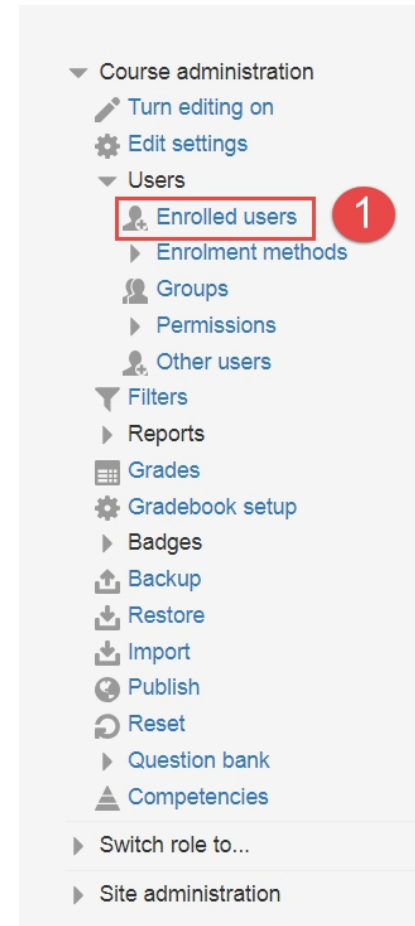 Course administration
Turn editing on
Edit settings
Users
Enrolled users 1
Enrolment methods
Groups
Permissions
Other users
Filters
Reports
Grades
Gradebook setup
Badges
Backup
Restore
Import
Publish
Reset
Question bank
Competencies
Switch role to...
Site administration